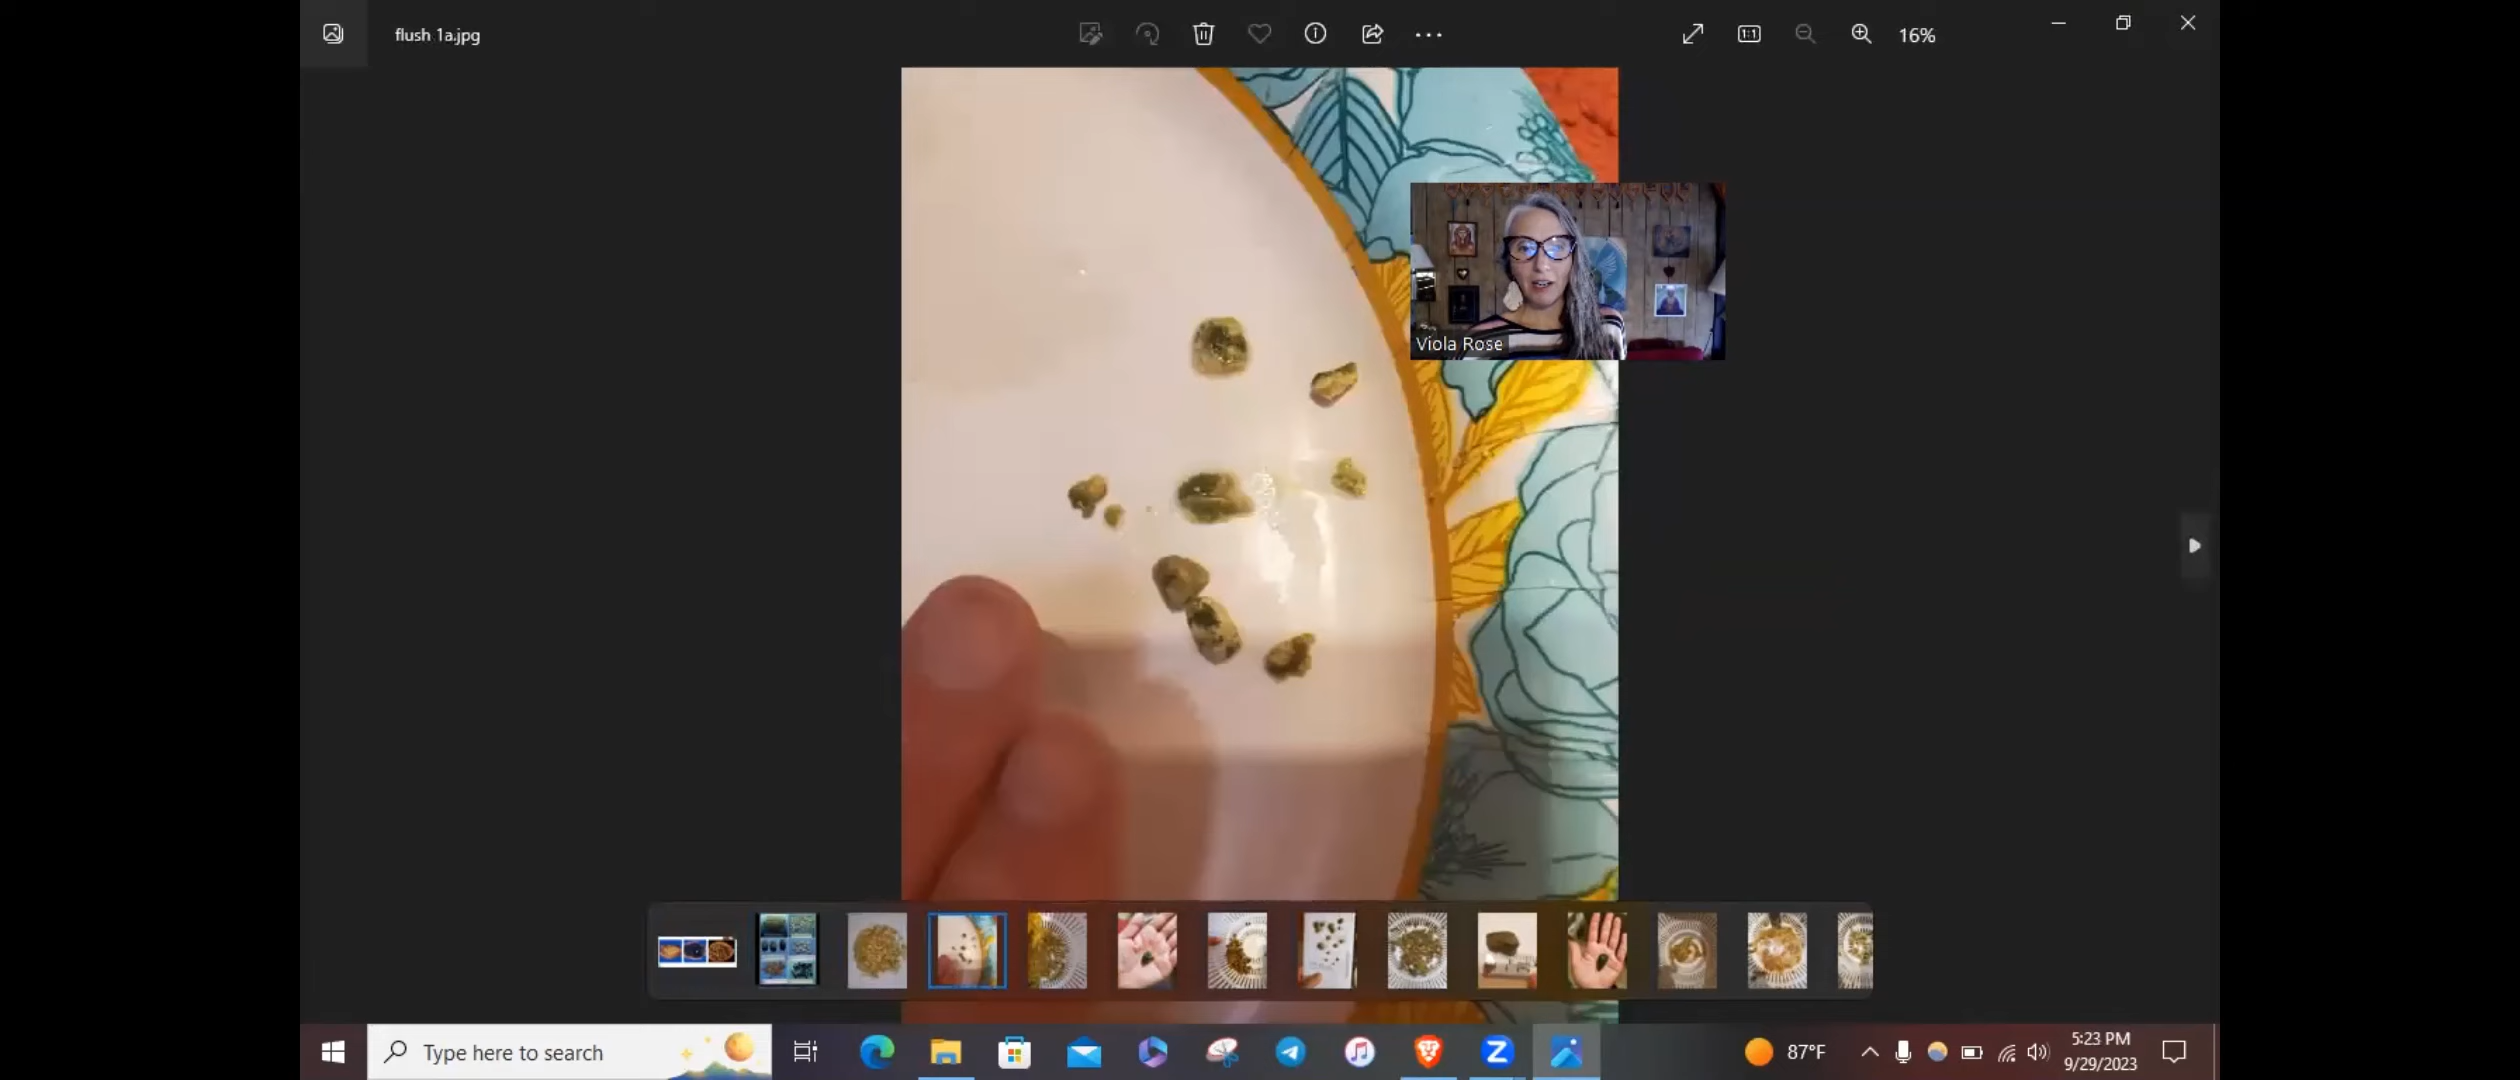 flush 1a.jpg
16%
Viola Rose
Type here to search
87°F
5:23 PM
9/29/2023